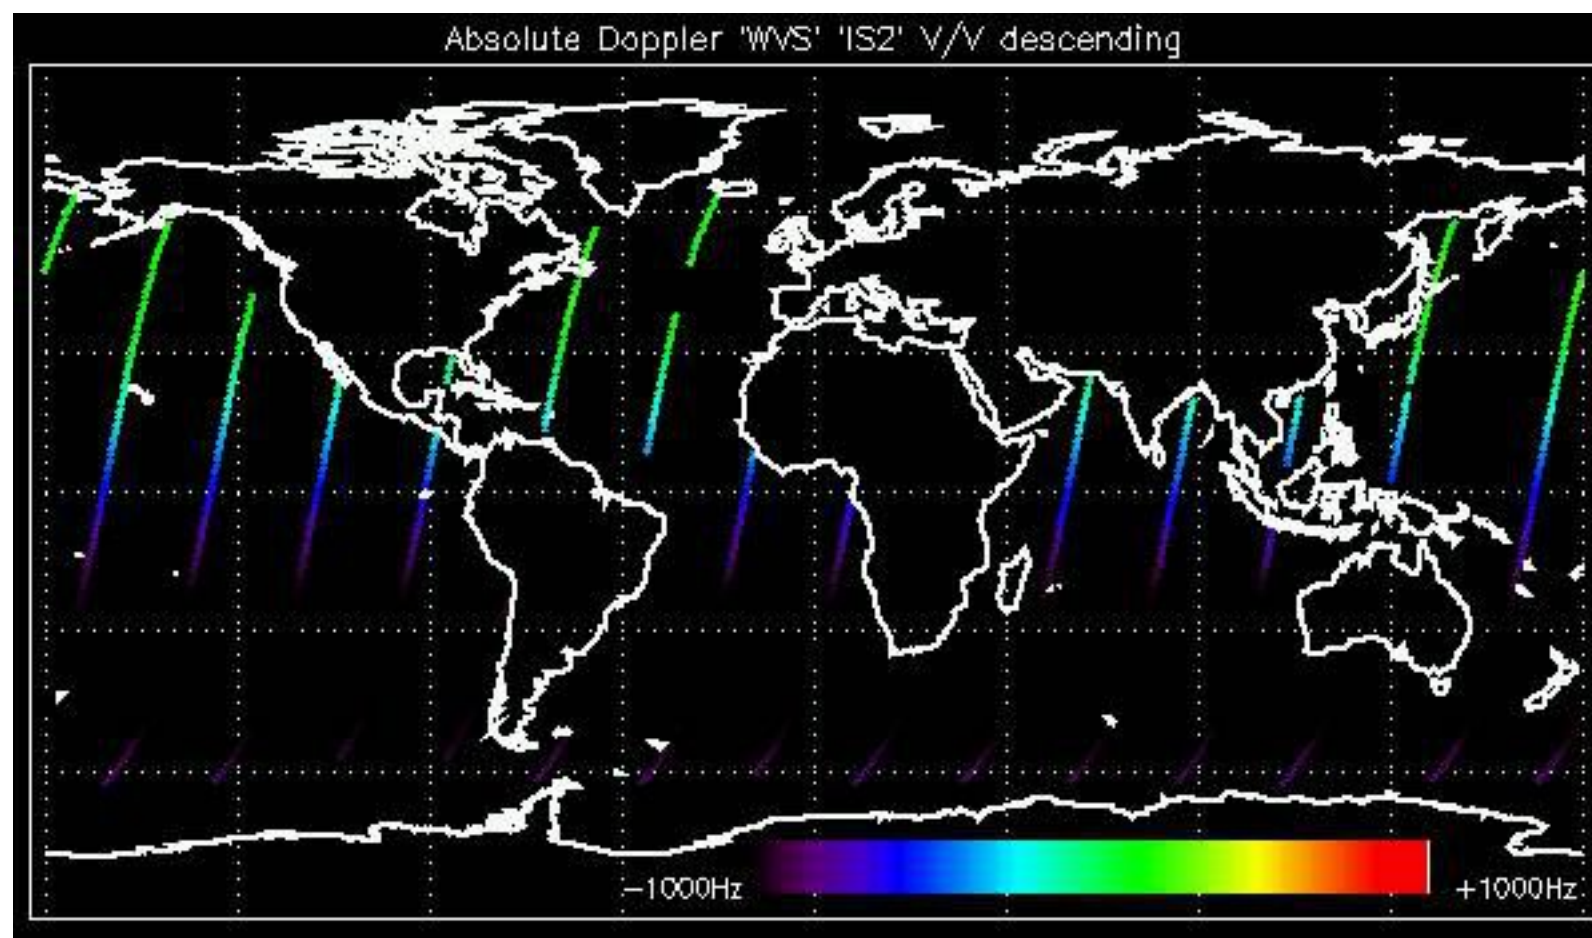 Absolute Doppler 'WVS' 'IS2' V/V descending
-1000Hz
+1000Hz